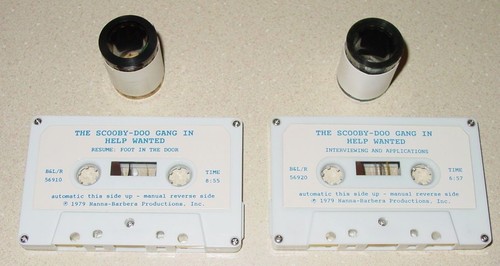 THE SCOOBY-DOO GANG IN
HELP WANTED
RESUME: FOOT IN THE DOOR
B&L/R
56910
TIME
8:55
automatic this side up - manual reverse side
℗ 1979 Hanna-Barbera Productions, Inc.
THE SCOOBY-DOO GANG IN
HELP WANTED
INTERVIEWING AND APPLICATIONS
B&L/R
56920
TIME
6:57
automatic this side up - manual reverse side
℗ 1979 Hanna-Barbera Productions, Inc.